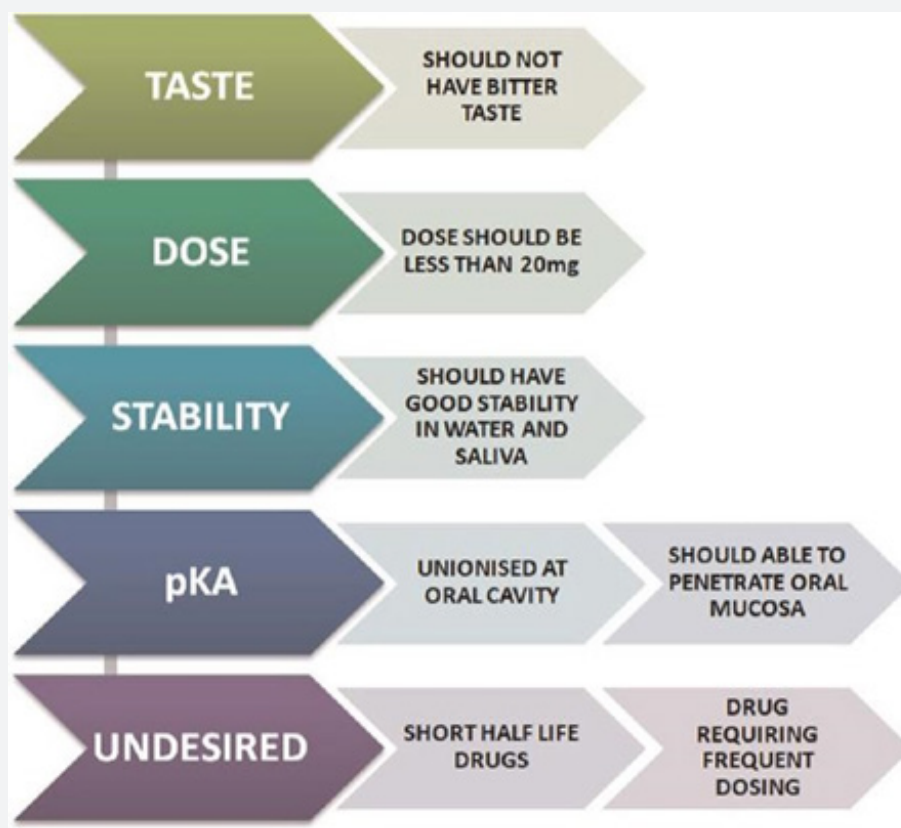 TASTE
SHOULD NOT
HAVE BITTER
TASTE
DOSE
DOSE SHOULD BE
LESS THAN 20mg
STABILITY
SHOULD HAVE
GOOD STABILITY
IN WATER AND
SALIVA
pKA
UNIONISED AT
ORAL CAVITY
SHOULD ABLE TO
PENETRATE ORAL
MUCOSA
UNDESIRED
SHORT HALF LIFE
DRUGS
DRUG
REQUIRING
FREQUENT
DOSING